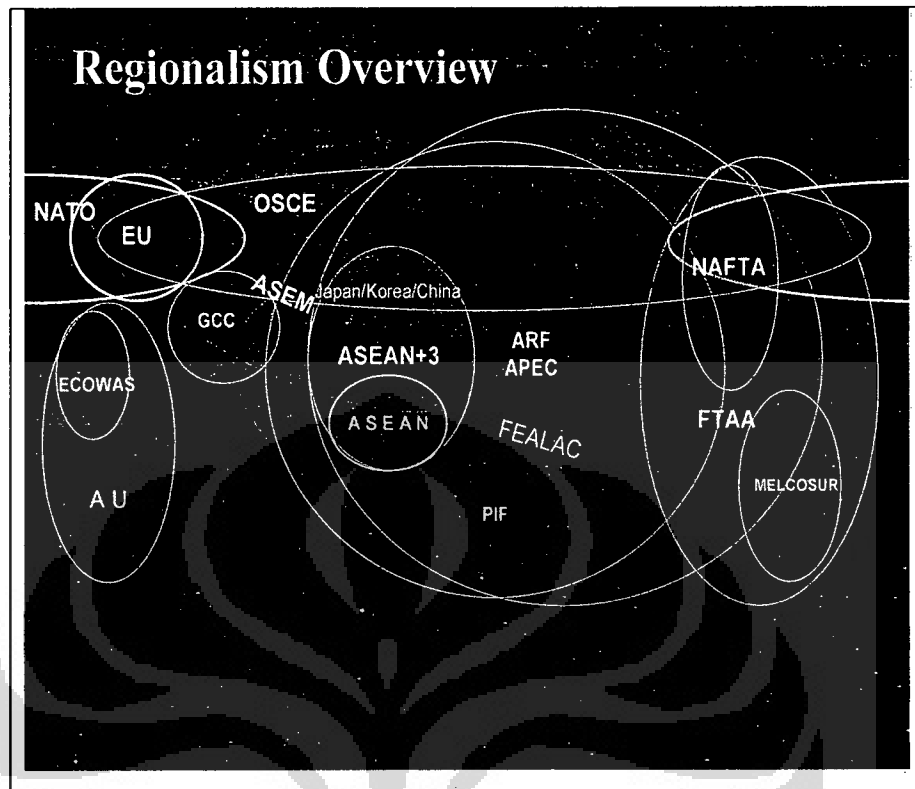 Regionalism Overview
NATO
EU
OSCE
NAFTA
ASEM
Japan/Korea/China
GCC
ARF
APEC
ASEAN+3
ECOWAS
ASEAN
FEALAC
FTAA
MELCOSUR
AU
PIF